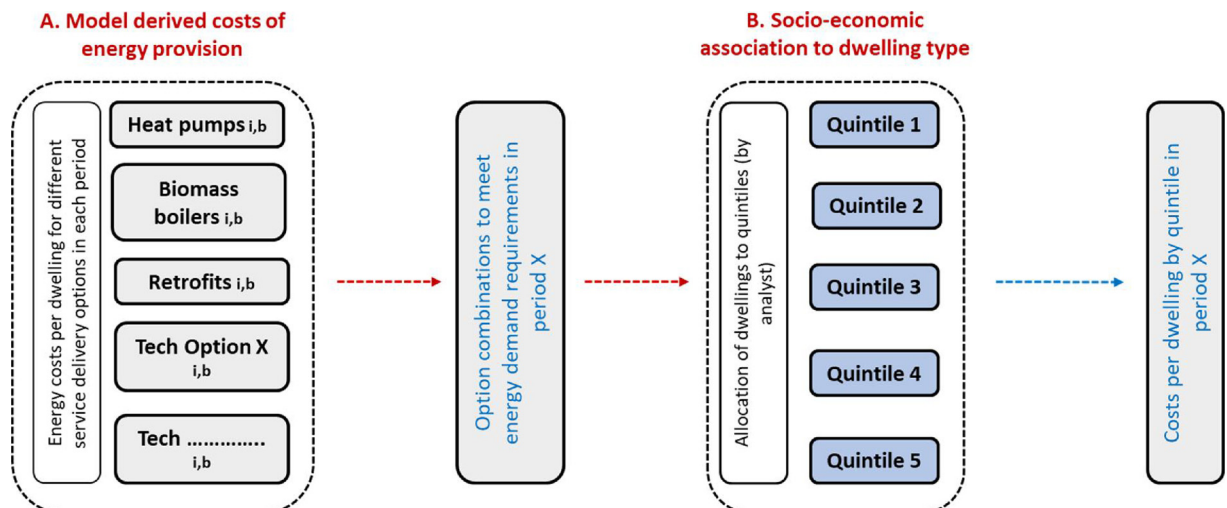 A. Model derived costs of
energy provision
Energy costs per dwelling for different
service delivery options in each period
Heat pumps i,b
Biomass
boilers i,b
Retrofits i,b
Tech Option X
i,b
Tech …………..
i,b
Option combinations to meet
energy demand requirements in
period X
B. Socio-economic
association to dwelling type
Allocation of dwellings to quintiles (by
analyst)
Quintile 1
Quintile 2
Quintile 3
Quintile 4
Quintile 5
Costs per dwelling by quintile in
period X